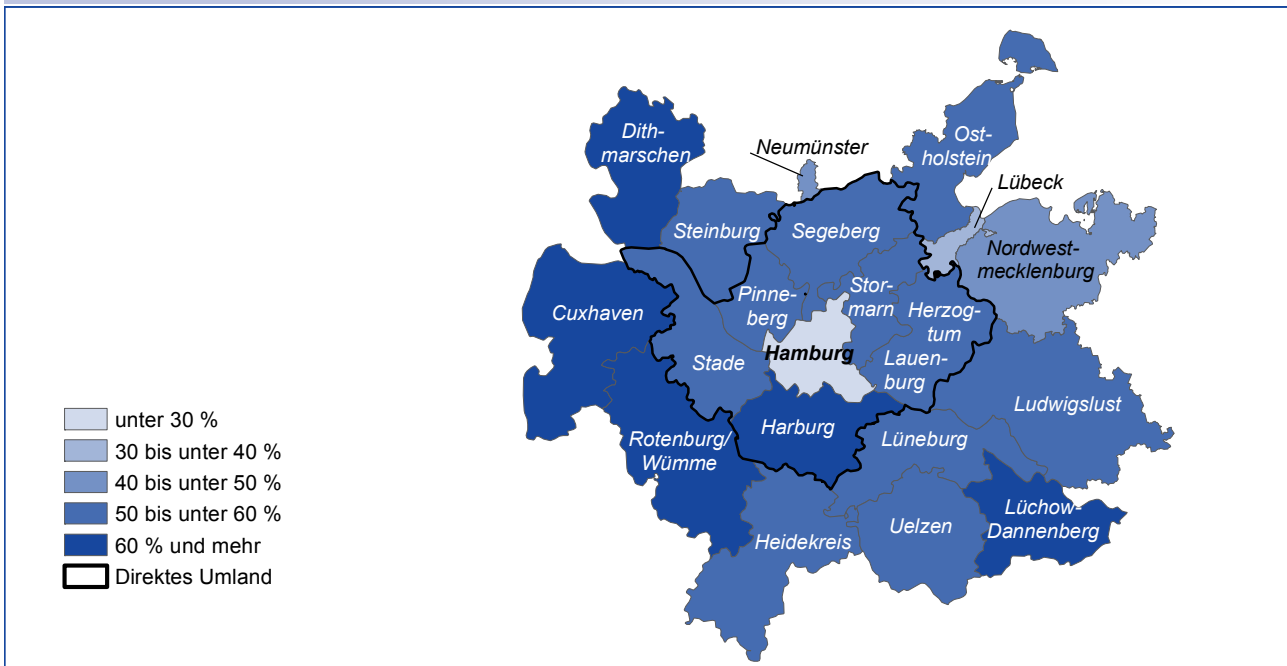 Dith-
marschen
Neumünster
Ost-
holstein
Lübeck
Steinburg
Segeberg
Nordwest-
mecklenburg
Cuxhaven
Pinne-
berg
Stor-
marn
Herzog-
tum
Lauen-
burg
Hamburg
Stade
Ludwigslust
Harburg
Lüneburg
Rotenburg/
Wümme
Lüchow-
Dannenberg
Uelzen
Heidekreis
unter 30 %
30 bis unter 40 %
40 bis unter 50 %
50 bis unter 60 %
60 % und mehr
Direktes Umland